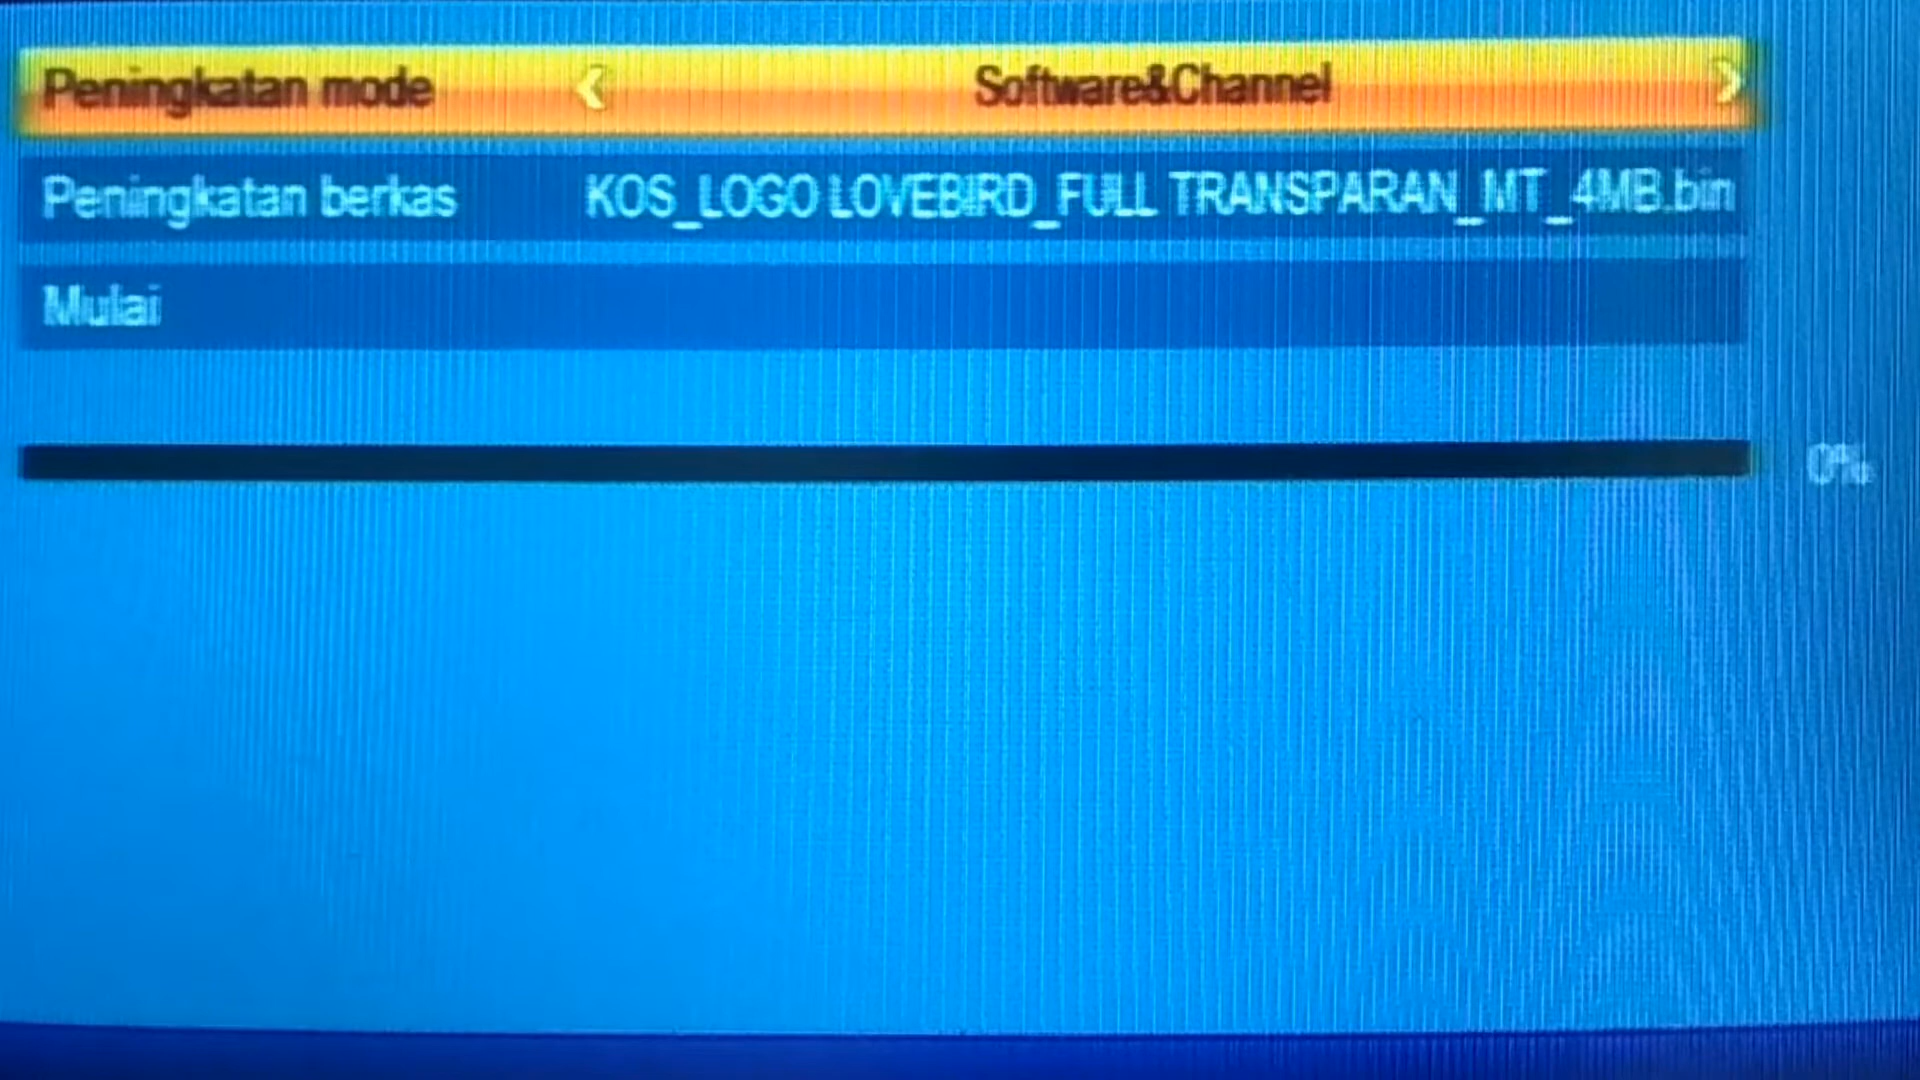 Peningkatan mode Software&Channel
Peningkatan berkas KOS_LOGO LOVEBIRD_FULL TRANSPARAN_MT_4MB.bin
Mulai
0%